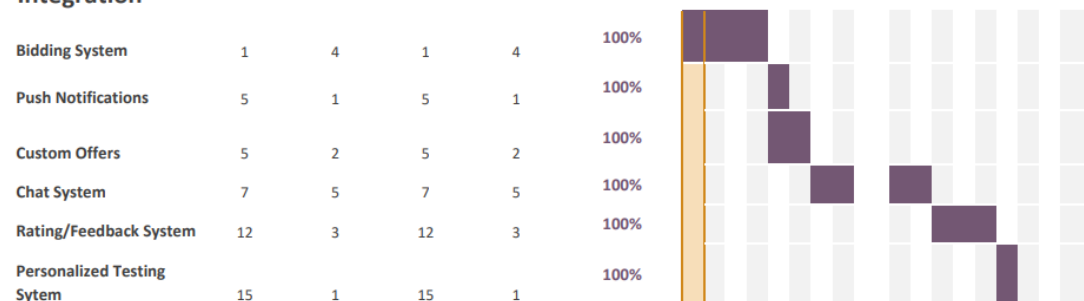 Bidding System 1 4 1 4 100%
Push Notifications 5 1 5 1 100%
Custom Offers 5 2 5 2 100%
Chat System 7 5 7 5 100%
Rating/Feedback System 12 3 12 3 100%
Personalized Testing
Sytem 15 1 15 1 100%